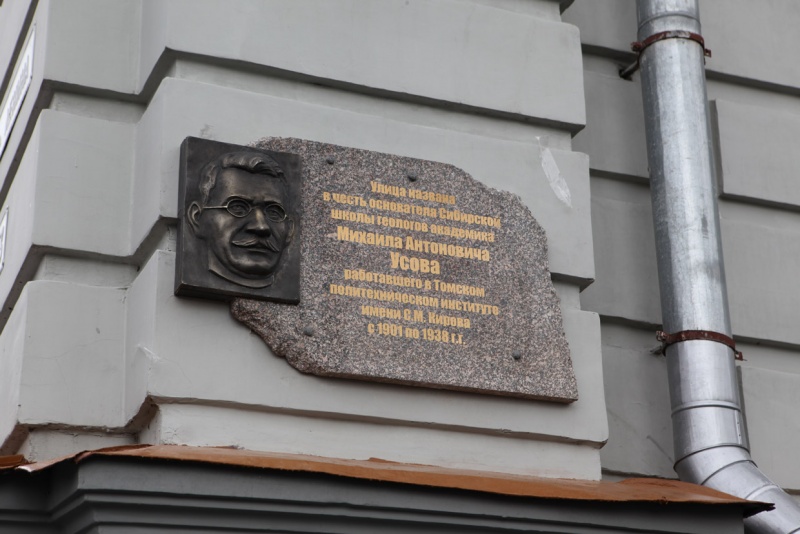 Улица названа
в честь основателя Сибирской
школы геологов академика
Михаила Антоновича
Усова
работавшего в Томском
политехническом институте
имени С.М. Кирова
с 1901 по 1938 г.г.